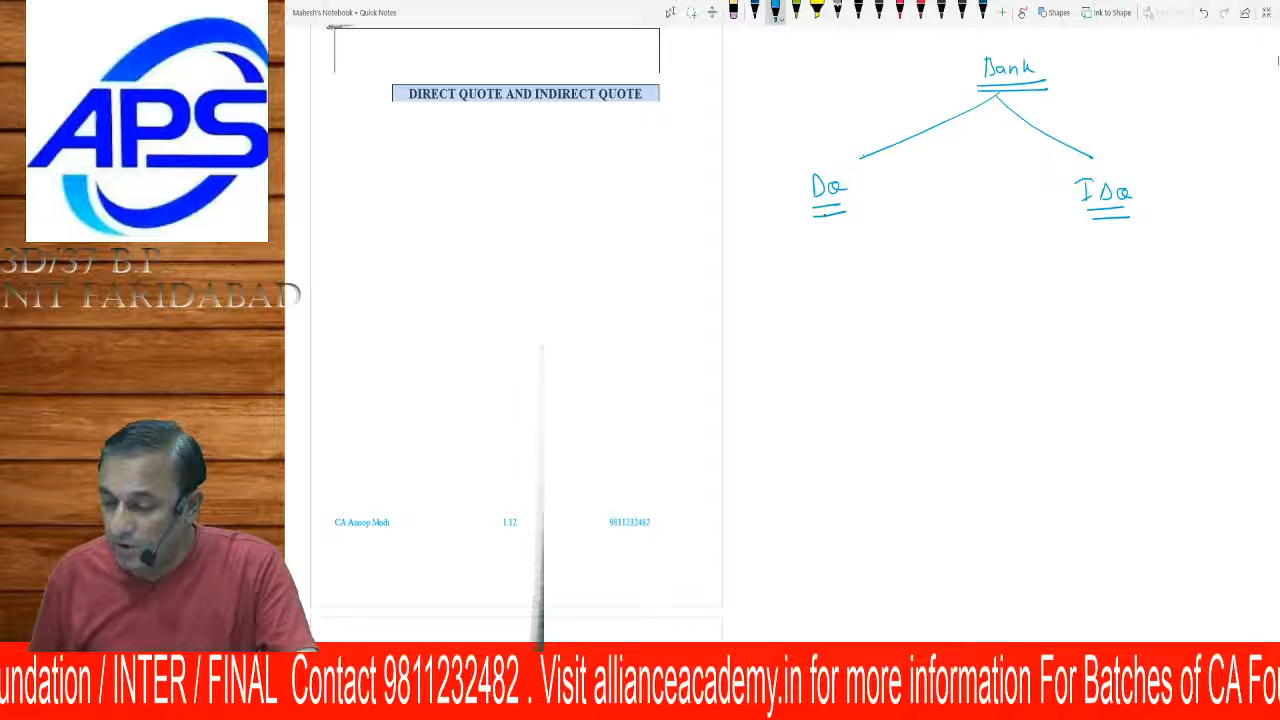 Mahesh's Notebook » Quick Notes
Shapes
Ink to Shape
APS
3D/37 B.P.
NIT FARIDABAD
DIRECT QUOTE AND INDIRECT QUOTE
CA Anoop Modi
1.12
9811232482
Bank
DQ
IDQ
undation / INTER / FINAL Contact 9811232482 . Visit allianceacademy.in for more information For Batches of CA Fou